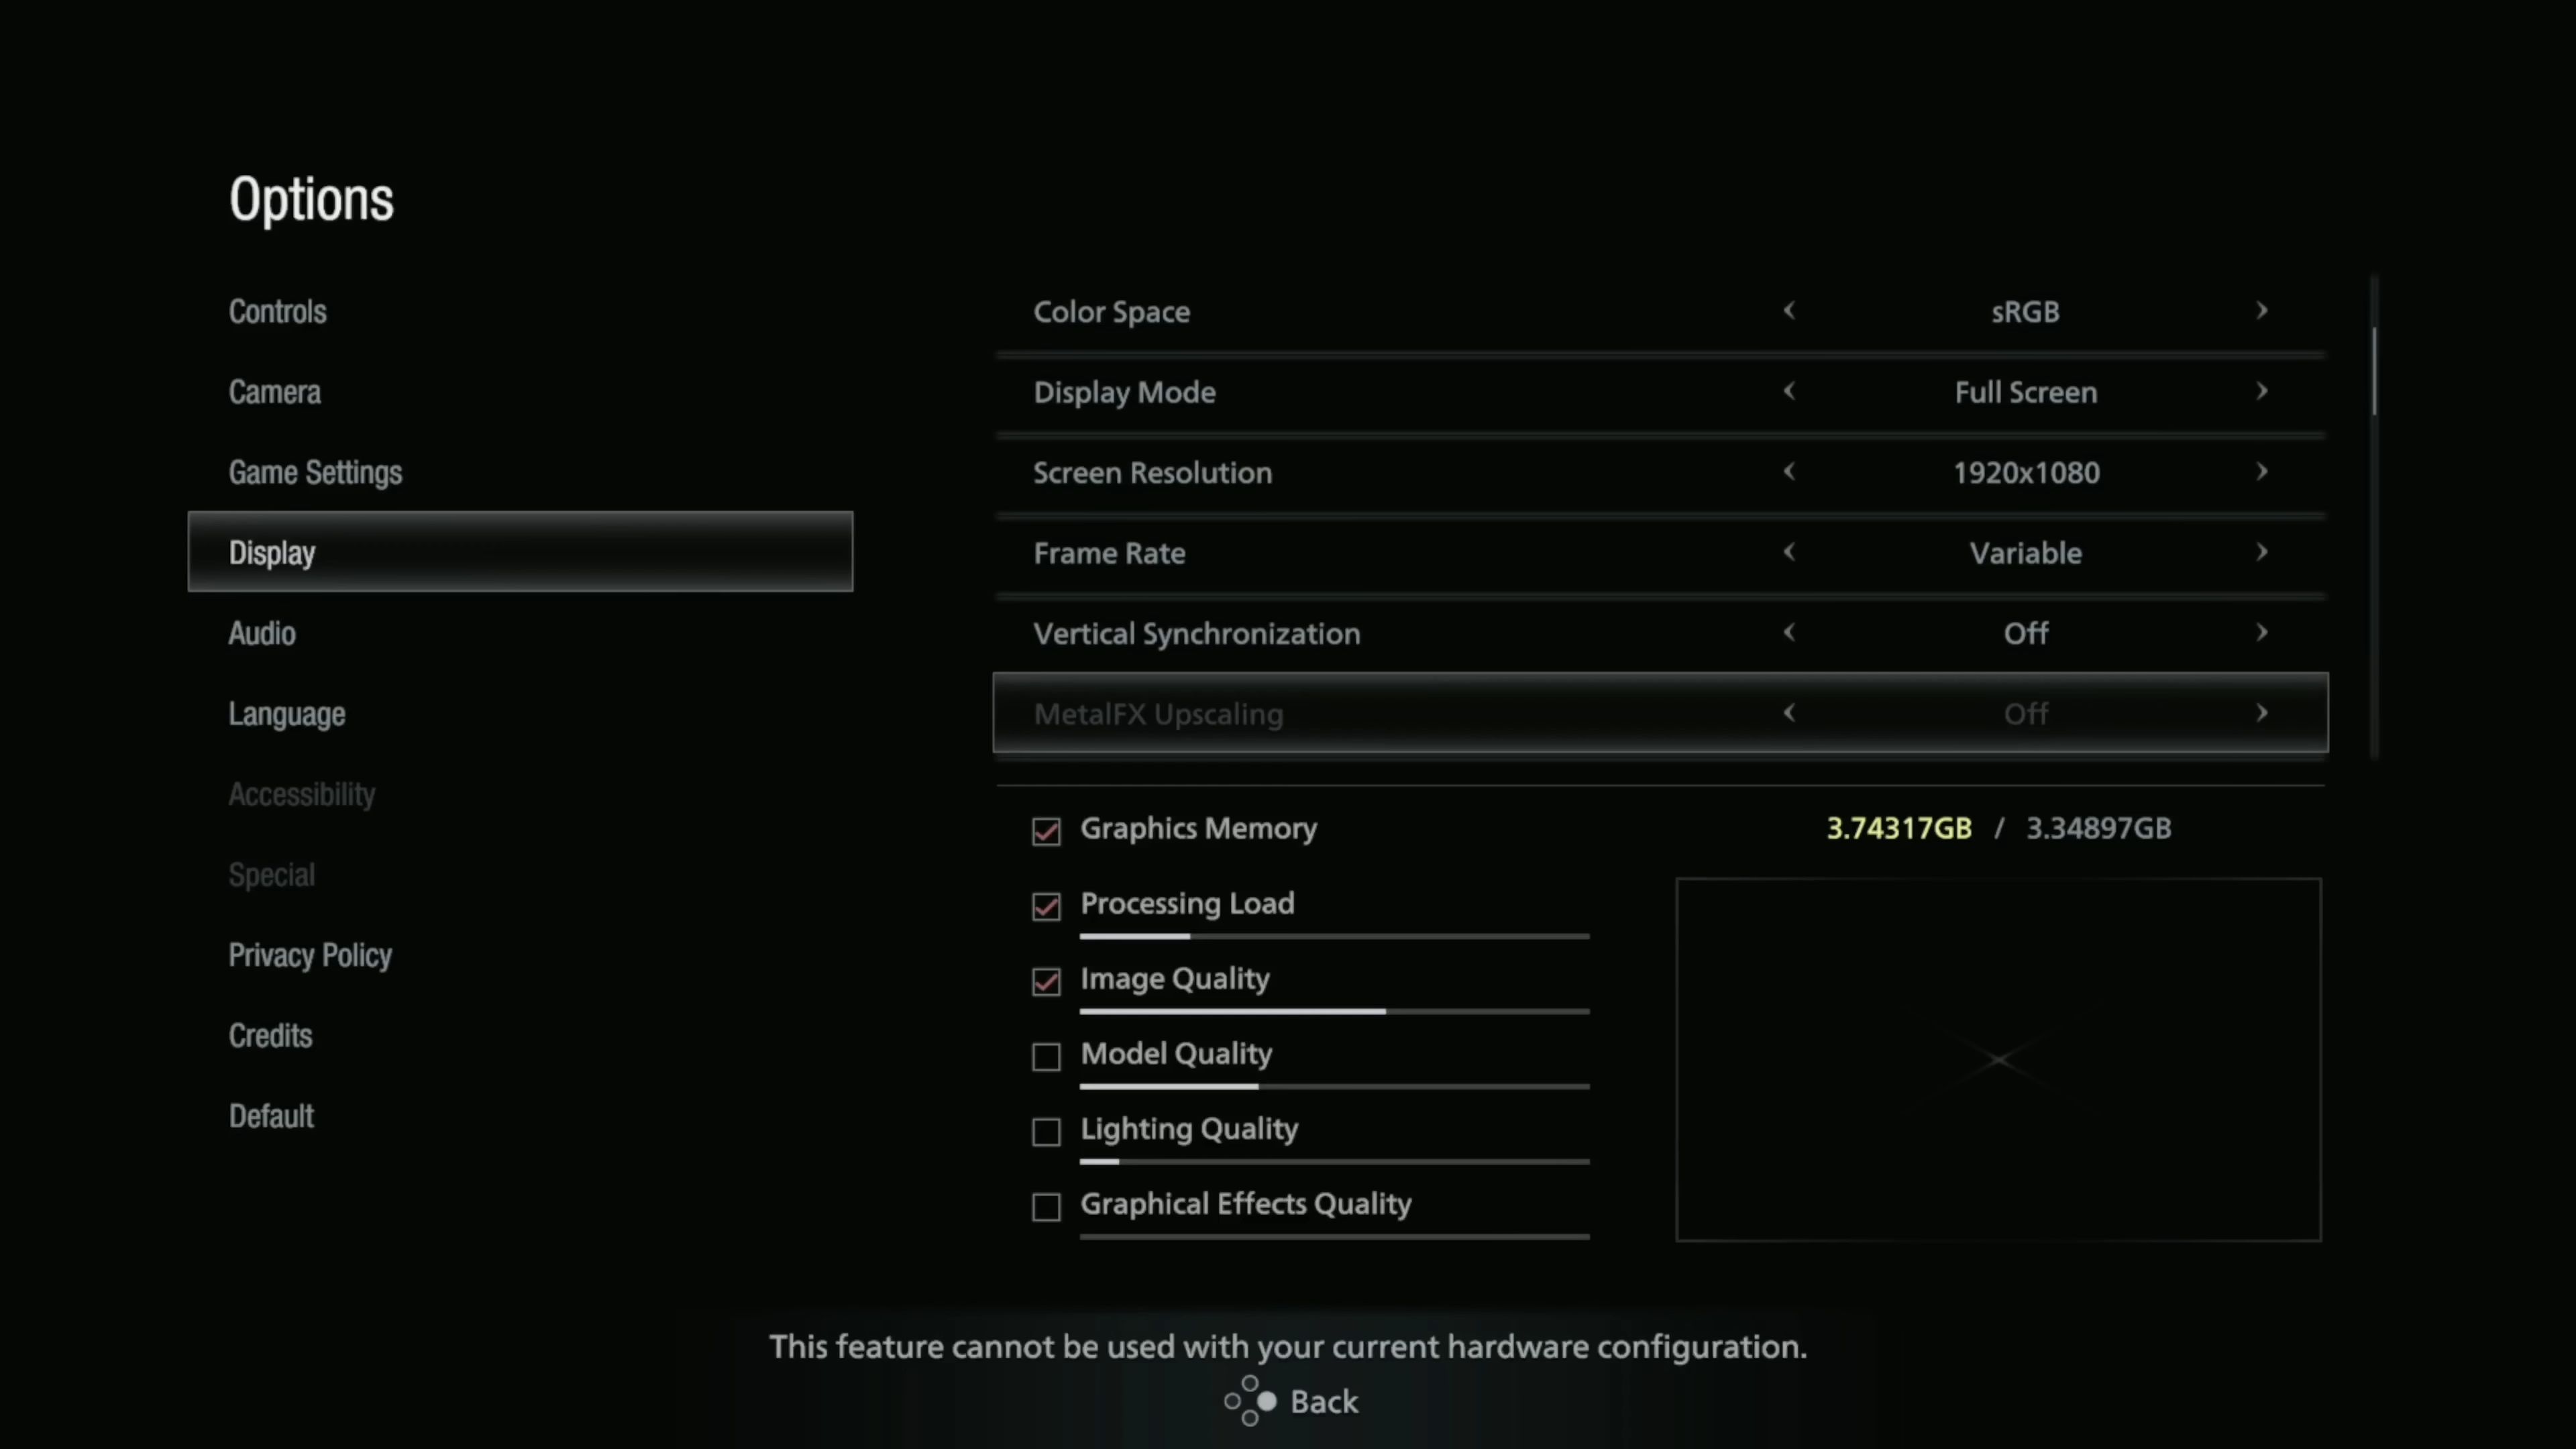 Options
Controls
Camera
Game Settings
Display
Audio
Language
Accessibility
Special
Privacy Policy
Credits
Default
Color Space sRGB
Display Mode Full Screen
Screen Resolution 1920x1080
Frame Rate Variable
Vertical Synchronization Off
MetalFX Upscaling Off
Graphics Memory 3.74317GB / 3.34897GB
Processing Load
Image Quality
Model Quality
Lighting Quality
Graphical Effects Quality
This feature cannot be used with your current hardware configuration.
Back